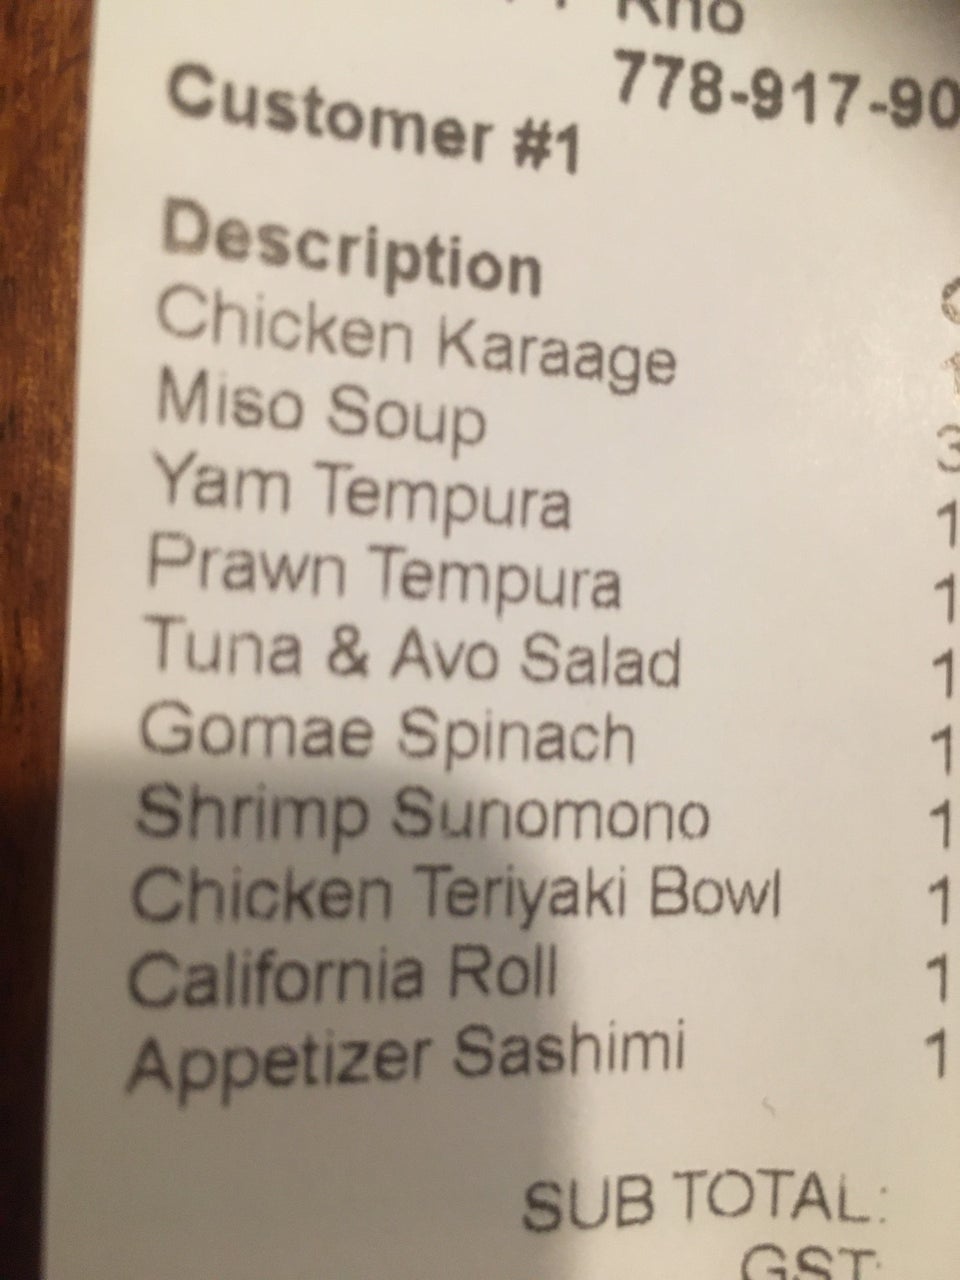 778-917-90
Customer #1
Description
Chicken Karaage
Miso Soup 3
Yam Tempura 1
Prawn Tempura 1
Tuna & Avo Salad 1
Gomae Spinach 1
Shrimp Sunomono 1
Chicken Teriyaki Bowl 1
California Roll 1
Appetizer Sashimi 1
SUB TOTAL:
GST: